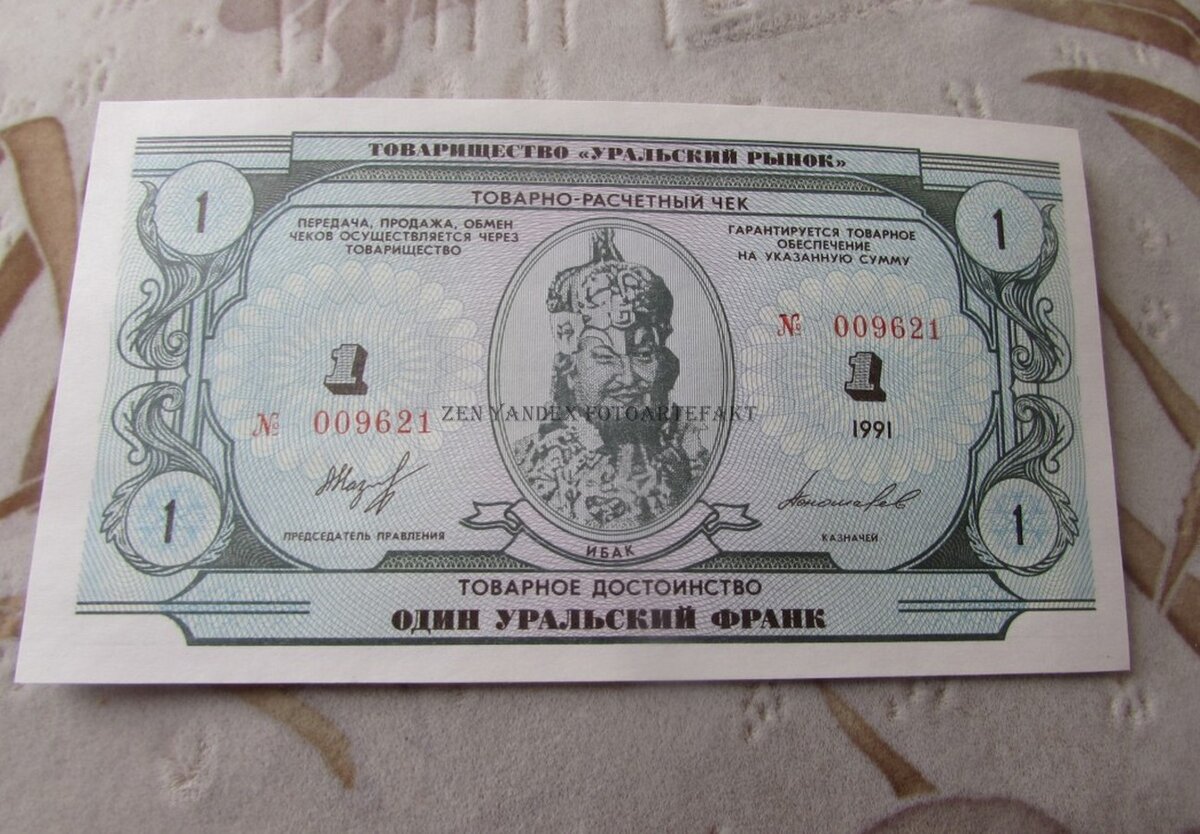 ТОВАРИЩЕСТВО «УРАЛЬСКИЙ РЫНОК»
ТОВАРНО-РАСЧЕТНЫЙ ЧЕК
1
1
ПЕРЕДАЧА, ПРОДАЖА, ОБМЕН
ЧЕКОВ ОСУЩЕСТВЛЯЕТСЯ ЧЕРЕЗ
ТОВАРИЩЕСТВО
ГАРАНТИРУЕТСЯ ТОВАРНОЕ
ОБЕСПЕЧЕНИЕ
НА УКАЗАННУЮ СУММУ
№ 009621
1
1
№ 009621
ZEN YANDEX FOTOARTEFAKT
1991
1
1
ПРЕДСЕДАТЕЛЬ ПРАВЛЕНИЯ
КАЗНАЧЕЙ
ИБАК
ТОВАРНОЕ ДОСТОИНСТВО
ОДИН УРАЛЬСКИЙ ФРАНК